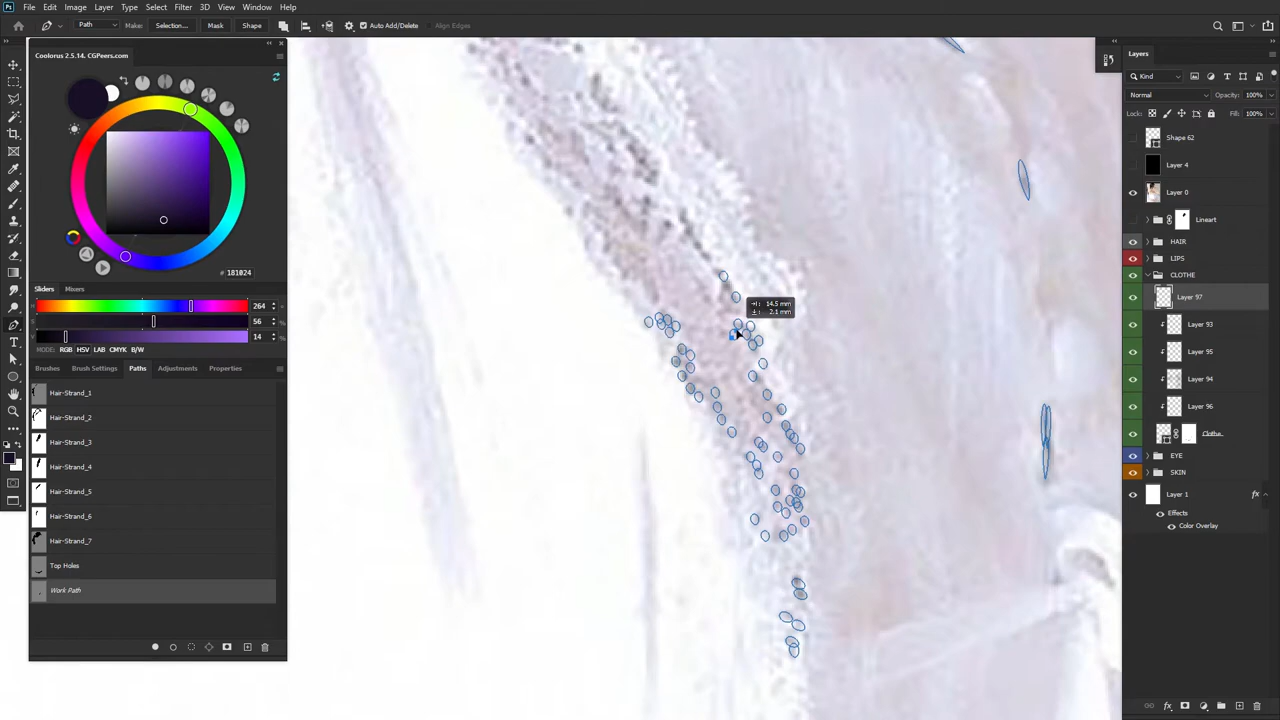 Ps File Edit Image Layer Type Select Filter 3D View Window Help
Path Make: Selection... Mask Shape Auto Add/Delete Align Edges
Coolorus 2.5.14. CGPeers.com
# 181024
Sliders Mixers
H 264
S 56 %
V 14 %
MODE: RGB HSV LAB CMYK B/W
Brushes Brush Settings Paths Adjustments Properties
Hair-Strand_1
Hair-Strand_2
Hair-Strand_3
Hair-Strand_4
Hair-Strand_5
Hair-Strand_6
Hair-Strand_7
Top Holes
Work Path
14.5 mm
2.1 mm
Layers
Kind
Normal Opacity: 100%
Lock: Fill: 100%
Shape 62
Layer 4
Layer 0
Lineart
HAIR
LIPS
CLOTHE
Layer 97
Layer 93
Layer 95
Layer 94
Layer 96
Clothe
EYE
SKIN
Layer 1 fx
Effects
Color Overlay
fx